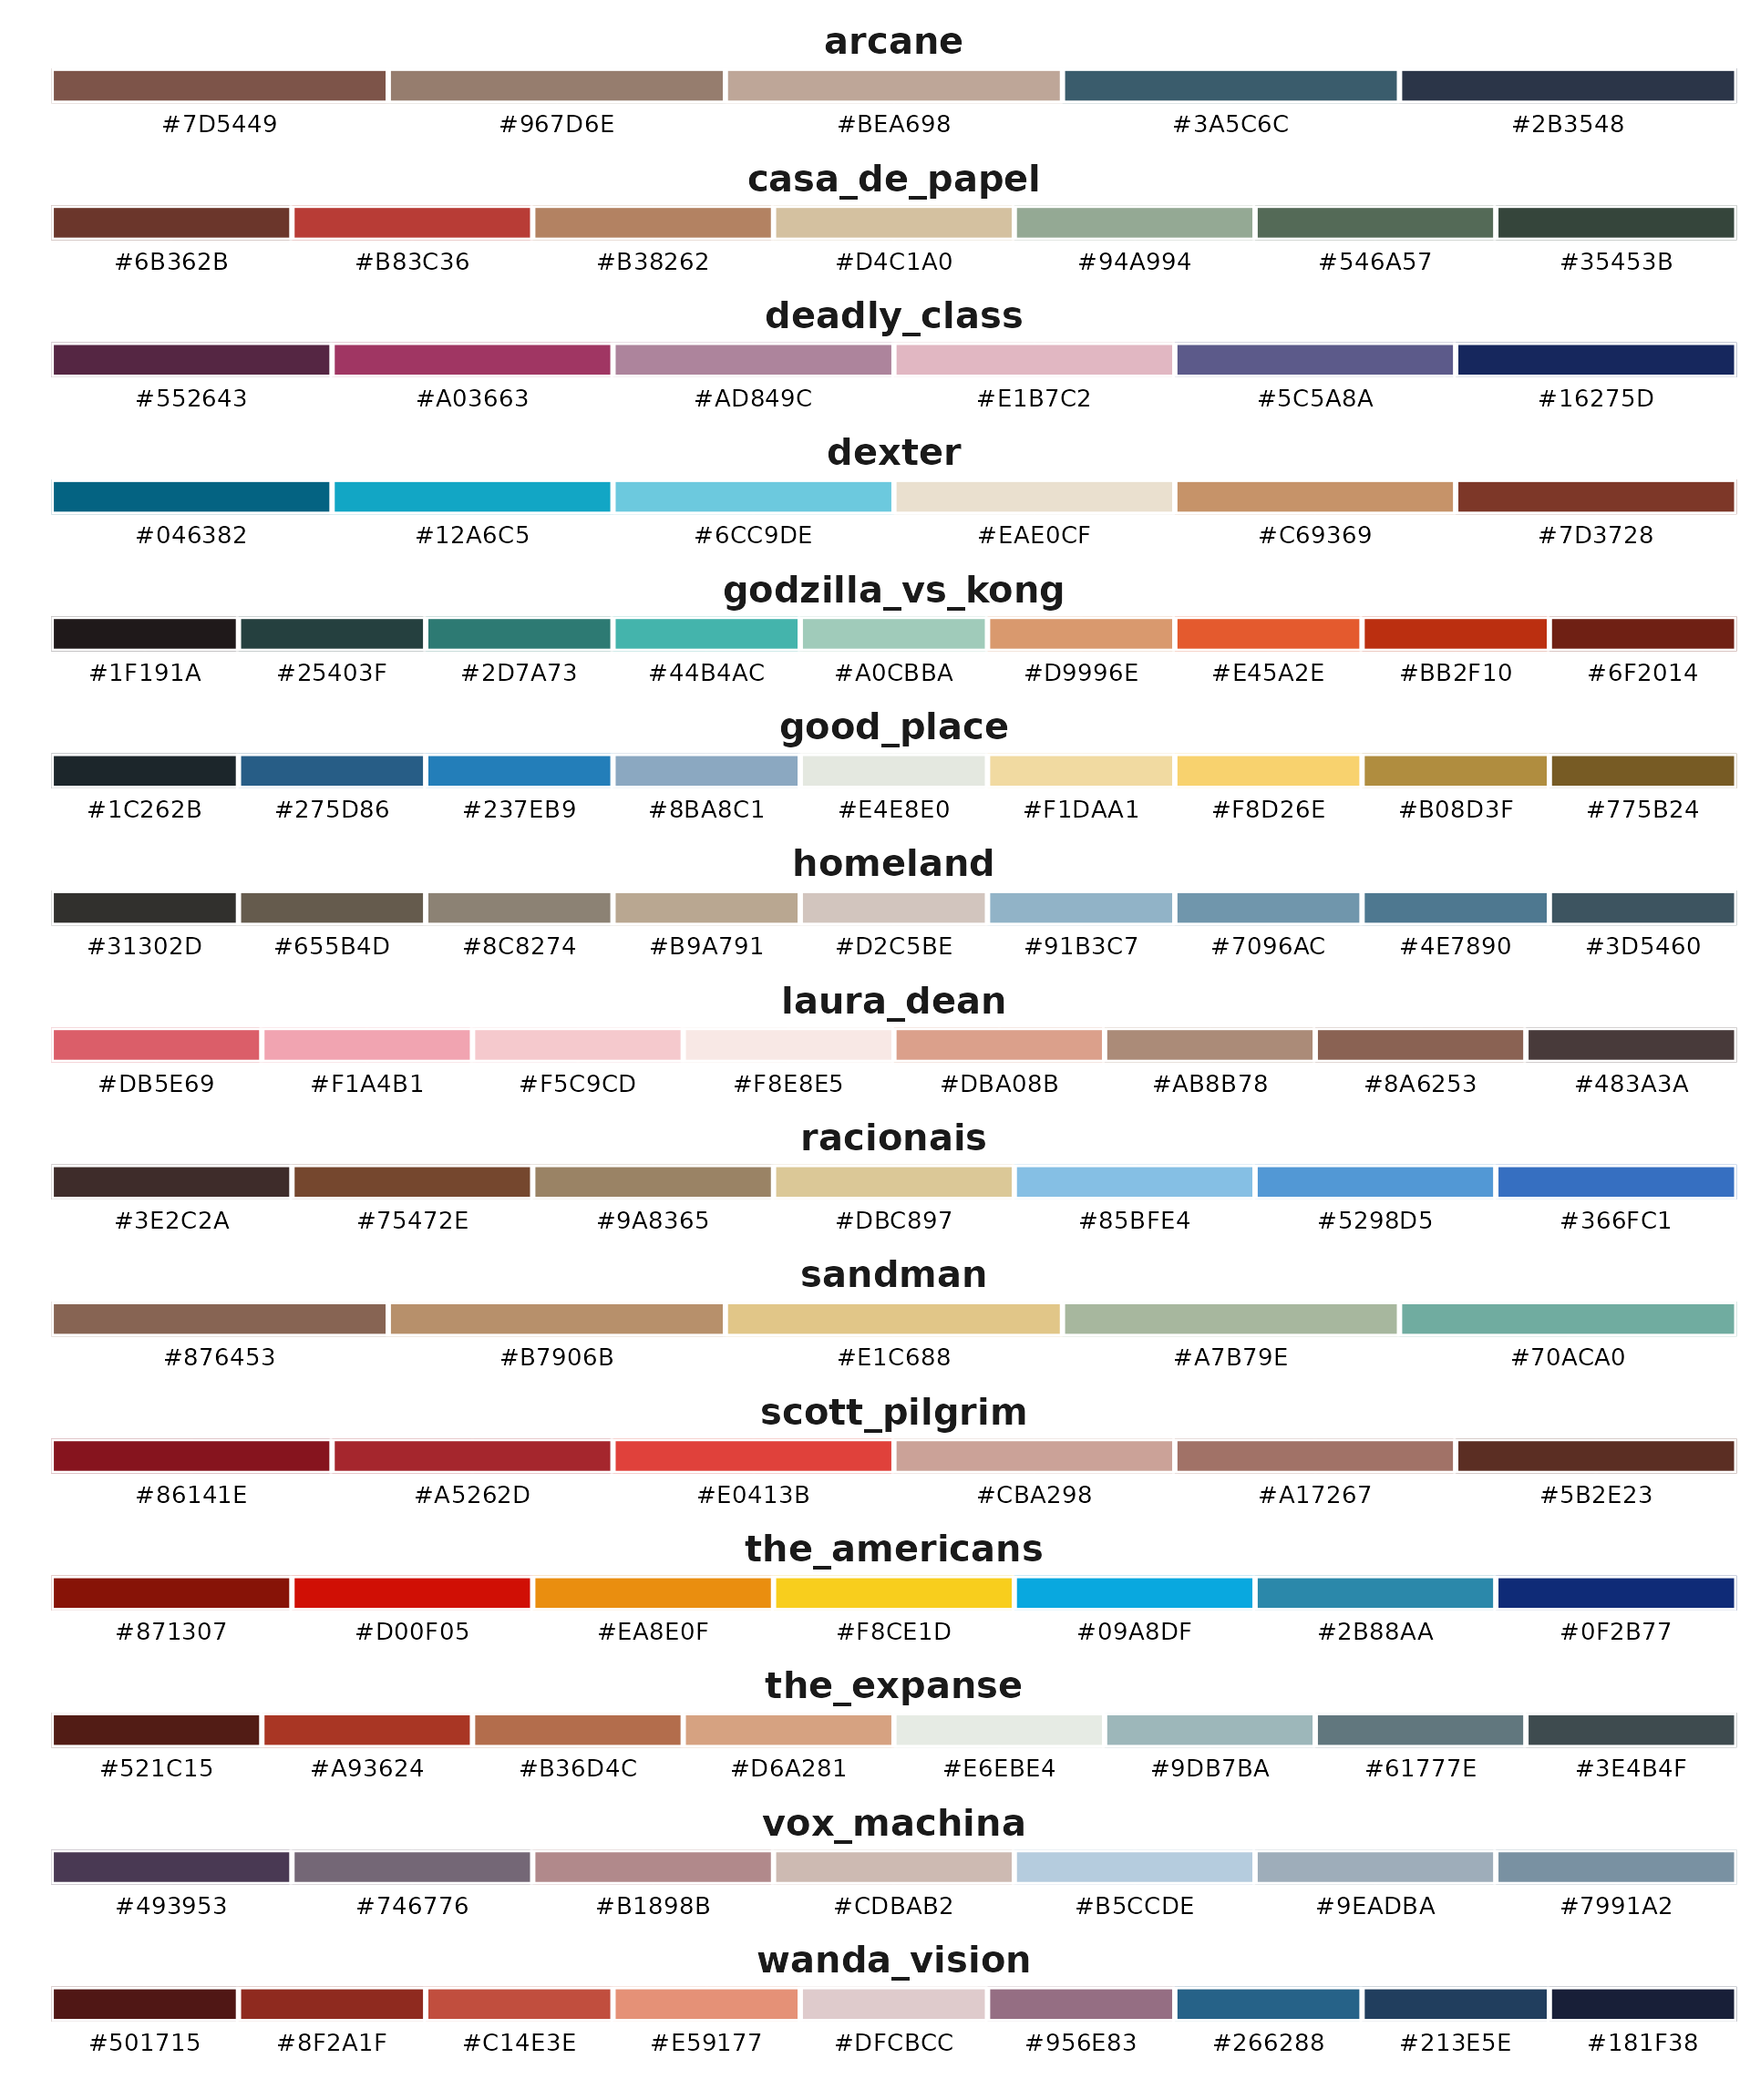 arcane
#7D5449 #967D6E #BEA698 #3A5C6C #2B3548
casa_de_papel
#6B362B #B83C36 #B38262 #D4C1A0 #94A994 #546A57 #35453B
deadly_class
#552643 #A03663 #AD849C #E1B7C2 #5C5A8A #16275D
dexter
#046382 #12A6C5 #6CC9DE #EAE0CF #C69369 #7D3728
godzilla_vs_kong
#1F191A #25403F #2D7A73 #44B4AC #A0CBBA #D9996E #E45A2E #BB2F10 #6F2014
good_place
#1C262B #275D86 #237EB9 #8BA8C1 #E4E8E0 #F1DAA1 #F8D26E #B08D3F #775B24
homeland
#31302D #655B4D #8C8274 #B9A791 #D2C5BE #91B3C7 #7096AC #4E7890 #3D5460
laura_dean
#DB5E69 #F1A4B1 #F5C9CD #F8E8E5 #DBA08B #AB8B78 #8A6253 #483A3A
racionais
#3E2C2A #75472E #9A8365 #DBC897 #85BFE4 #5298D5 #366FC1
sandman
#876453 #B7906B #E1C688 #A7B79E #70ACA0
scott_pilgrim
#86141E #A5262D #E0413B #CBA298 #A17267 #5B2E23
the_americans
#871307 #D00F05 #EA8E0F #F8CE1D #09A8DF #2B88AA #0F2B77
the_expanse
#521C15 #A93624 #B36D4C #D6A281 #E6EBE4 #9DB7BA #61777E #3E4B4F
vox_machina
#493953 #746776 #B1898B #CDBAB2 #B5CCDE #9EADBA #7991A2
wanda_vision
#501715 #8F2A1F #C14E3E #E59177 #DFCBCC #956E83 #266288 #213E5E #181F38